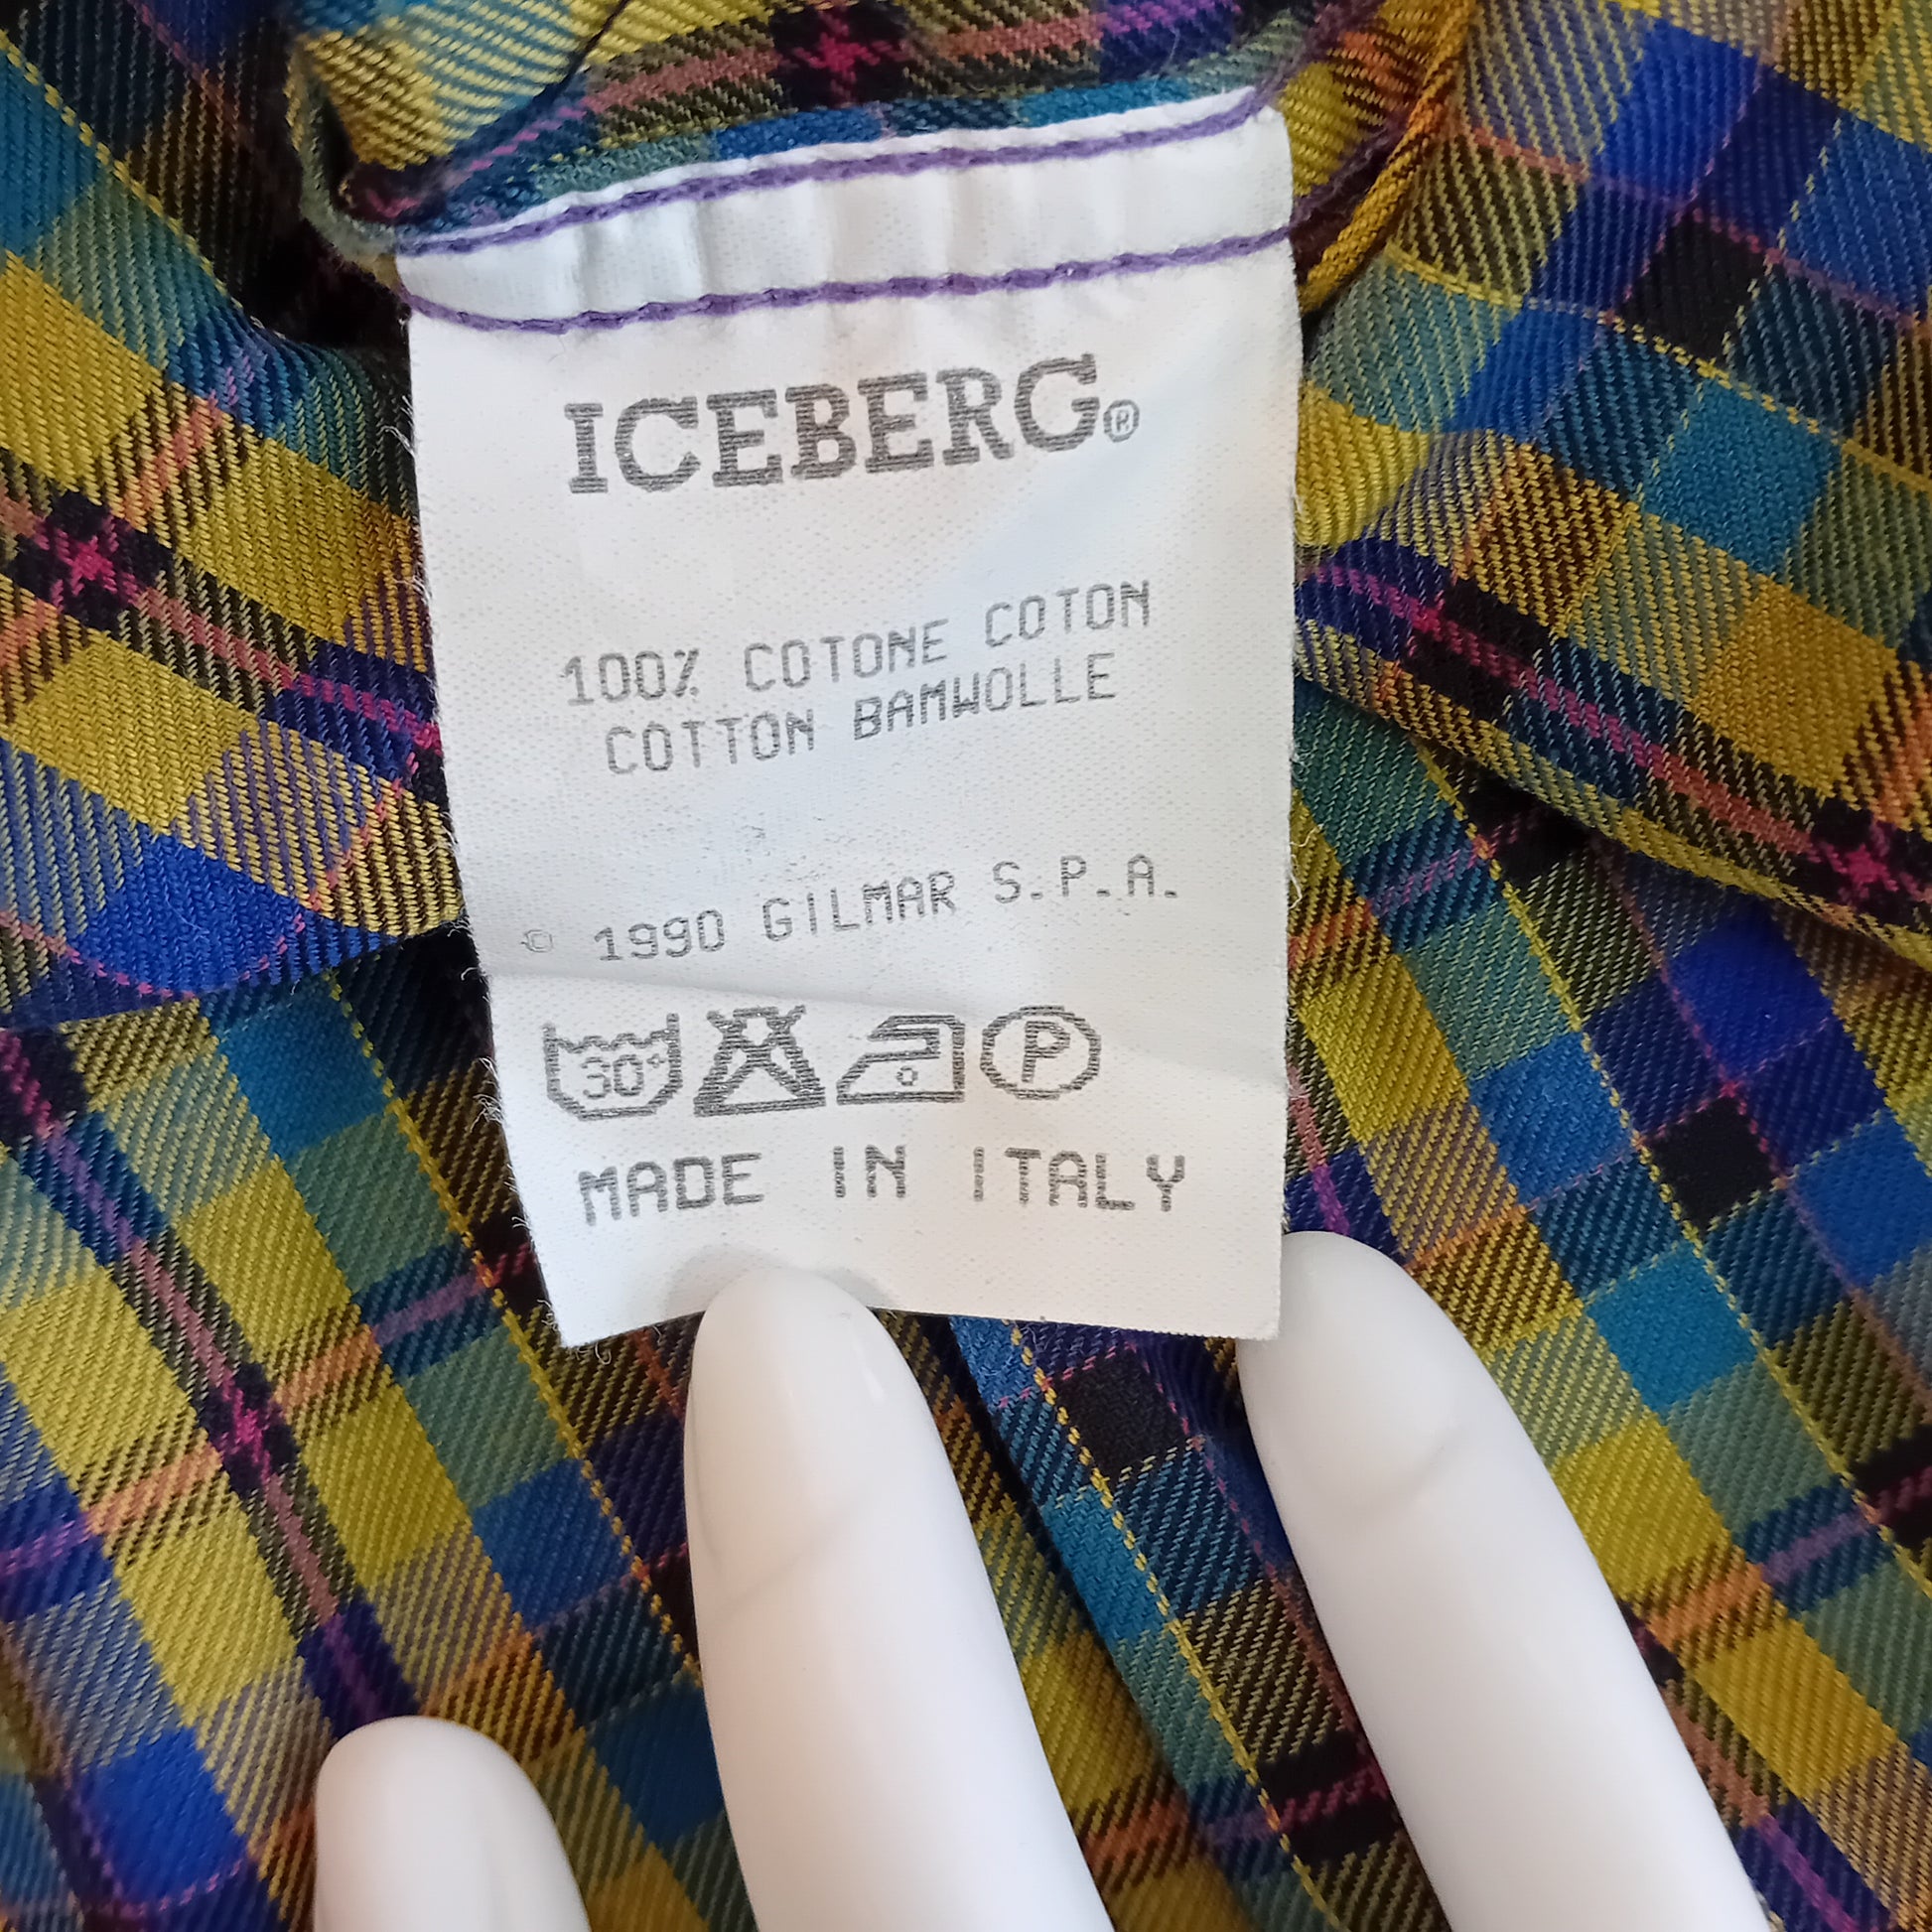 ICEBERG®
100% COTONE COTON
COTTON BAMWOLLE
© 1990 GILMAR S.P.A.
30° P
MADE IN ITALY